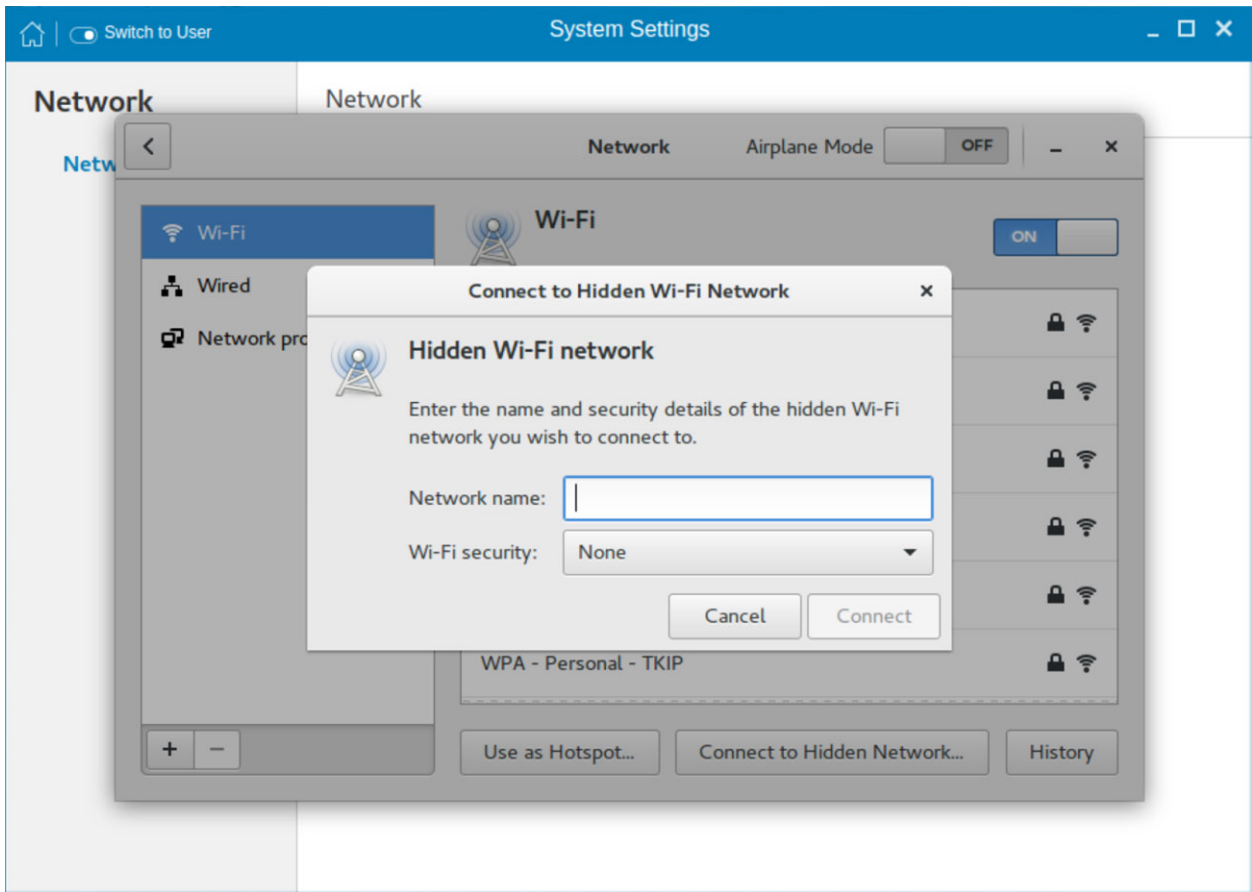 Switch to User
System Settings
Network
Network
Netw
Network
Airplane Mode
OFF
Wi-Fi
Wired
Network pro
Wi-Fi
ON
Connect to Hidden Wi-Fi Network
Hidden Wi-Fi network
Enter the name and security details of the hidden Wi-Fi
network you wish to connect to.
Network name:
Wi-Fi security:
None
Cancel
Connect
WPA - Personal - TKIP
Use as Hotspot...
Connect to Hidden Network...
History